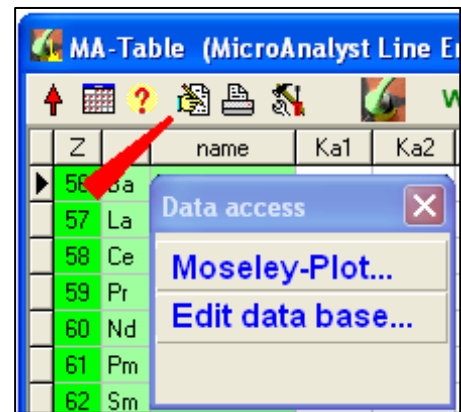 MA-Table (MicroAnalyst Line E
Z name Ka1 Ka2
56 Ba
57 La
58 Ce
59 Pr
60 Nd
61 Pm
62 Sm
Data access
Moseley-Plot...
Edit data base...